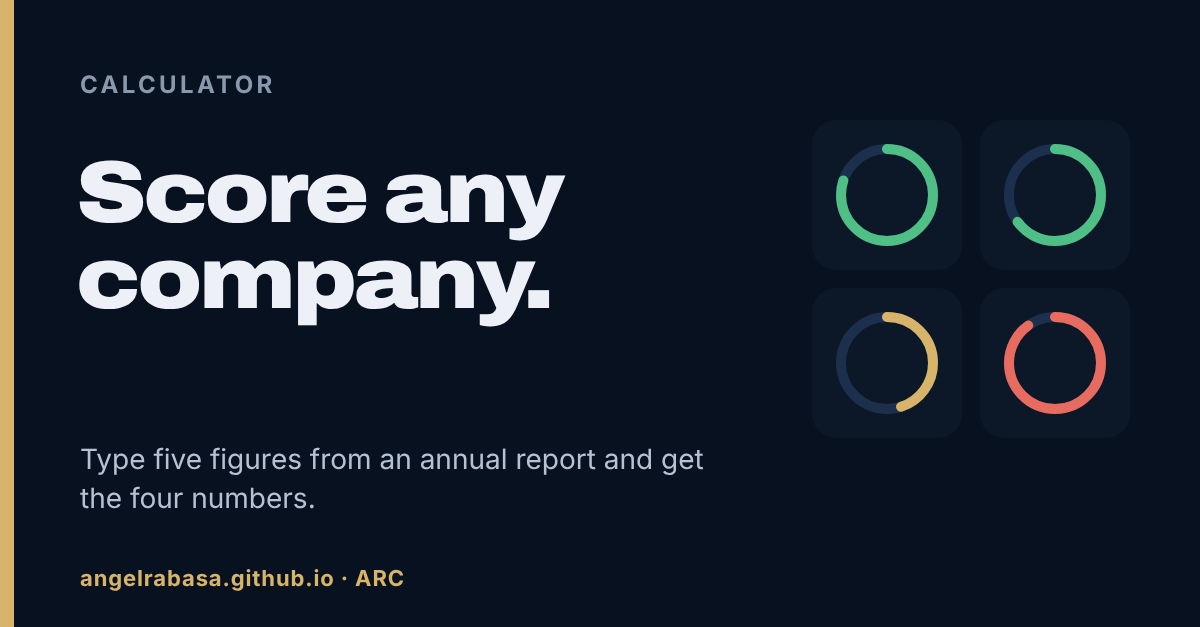 CALCULATOR
Score any
company.
Type five figures from an annual report and get
the four numbers.
angelrabasa.github.io · ARC